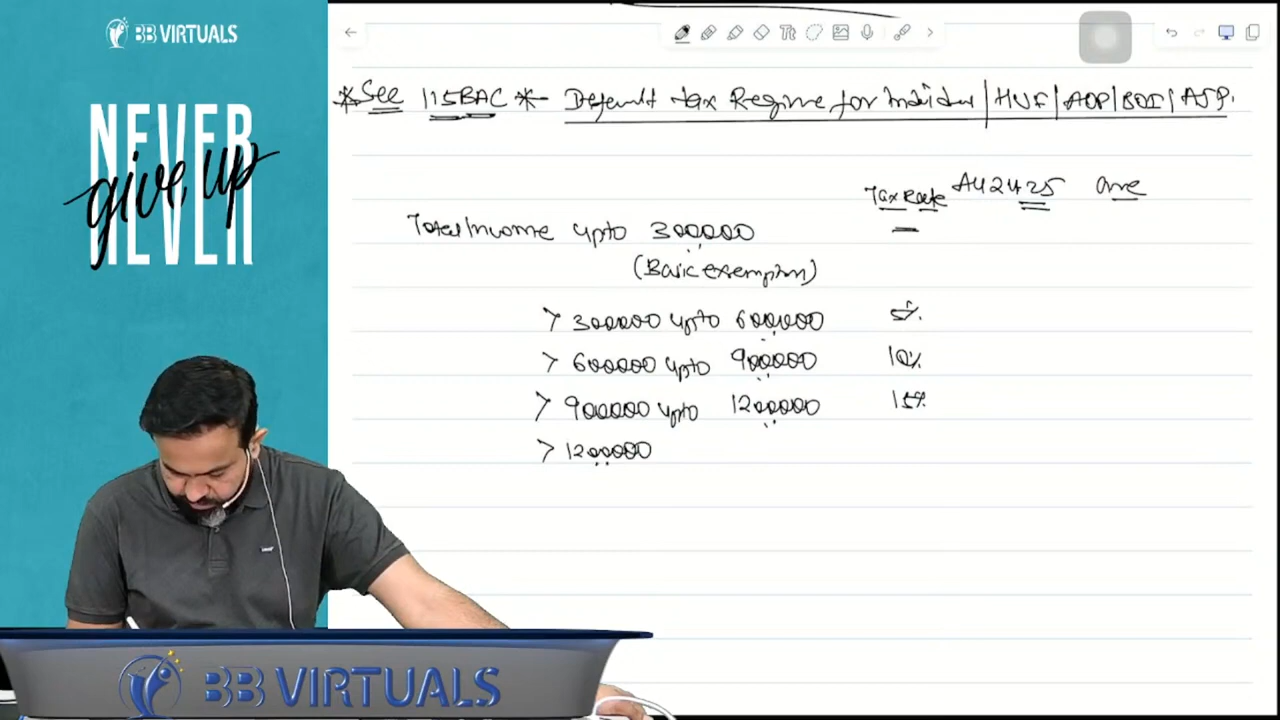 BB VIRTUALS
NEVER
give up
NEVER
*Sec 115BAC *- Default tax Regime for Individual | HUF | AOP | BOI | AJP.
Tax Rate AY 24 25 are
Total Income upto 300000
(Basic exemption)
> 300000 upto 600000 5%
> 600000 upto 900000 10%
> 900000 upto 1200000 15%
> 1200000
BB VIRTUALS